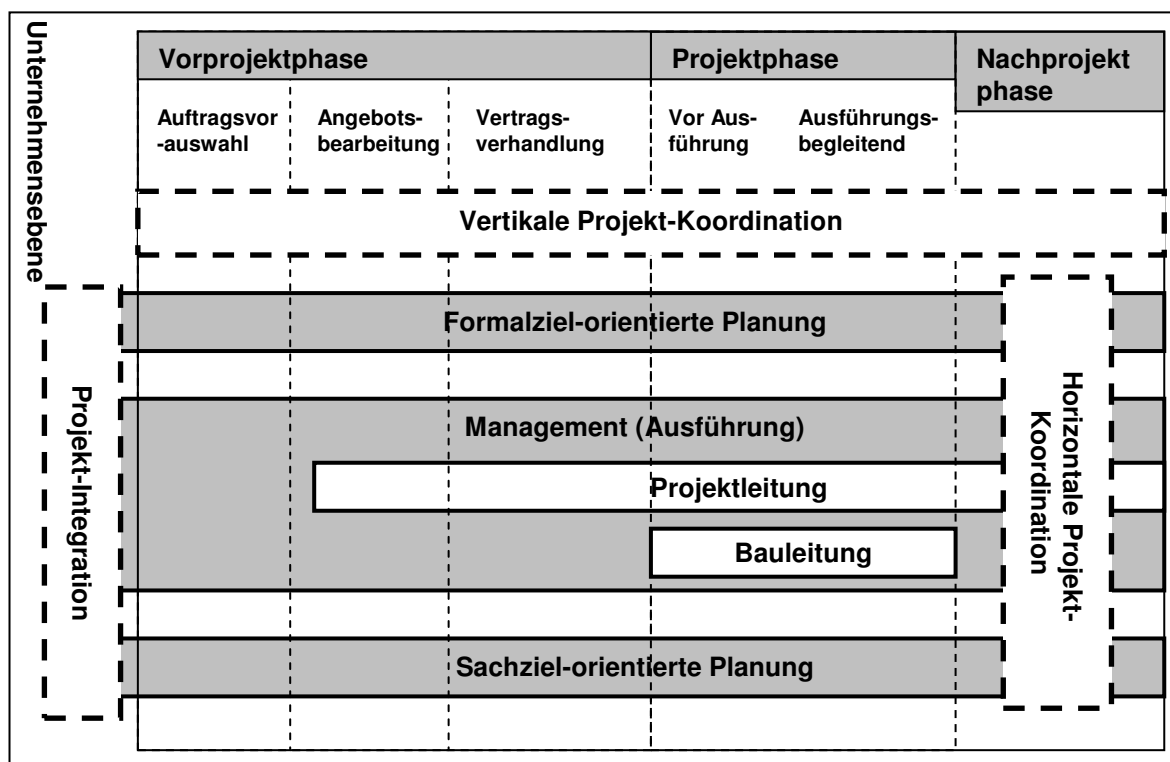 Unternehmensebene
Vorprojektphase
Projektphase
Nachprojekt
phase
Auftragsvor
-auswahl
Angebots-
bearbeitung
Vertrags-
verhandlung
Vor Aus-
führung
Ausführungs-
begleitend
Vertikale Projekt-Koordination
Formalziel-orientierte Planung
Projekt-Integration
Management (Ausführung)
Projektleitung
Bauleitung
Horizontale Projekt-
Koordination
Sachziel-orientierte Planung